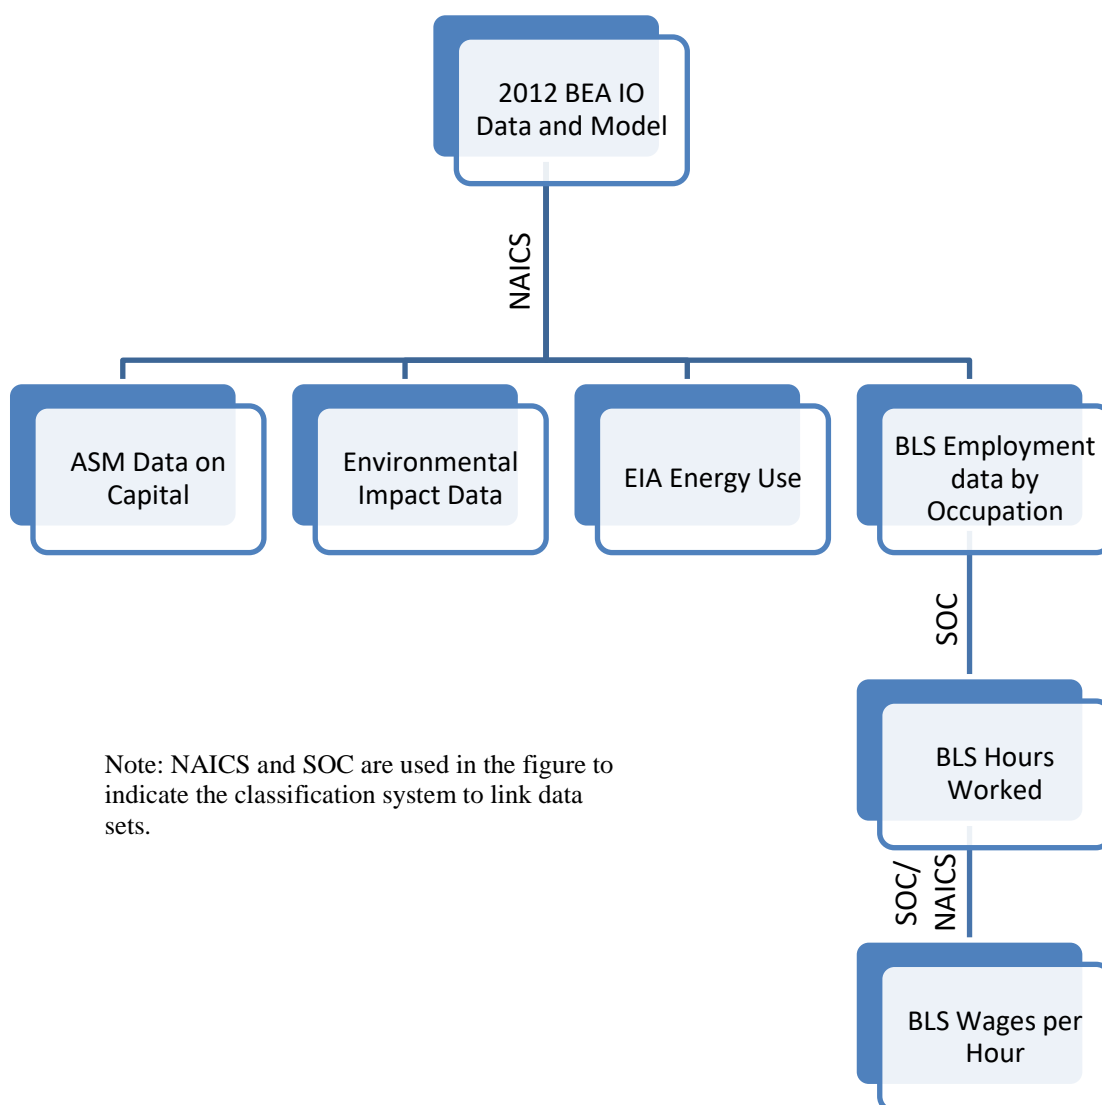 2012 BEA IO
Data and Model
NAICS
ASM Data on
Capital
Environmental
Impact Data
EIA Energy Use
BLS Employment
data by
Occupation
SOC
BLS Hours
Worked
Note: NAICS and SOC are used in the figure to
indicate the classification system to link data
sets.
SOC/
NAICS
BLS Wages per
Hour